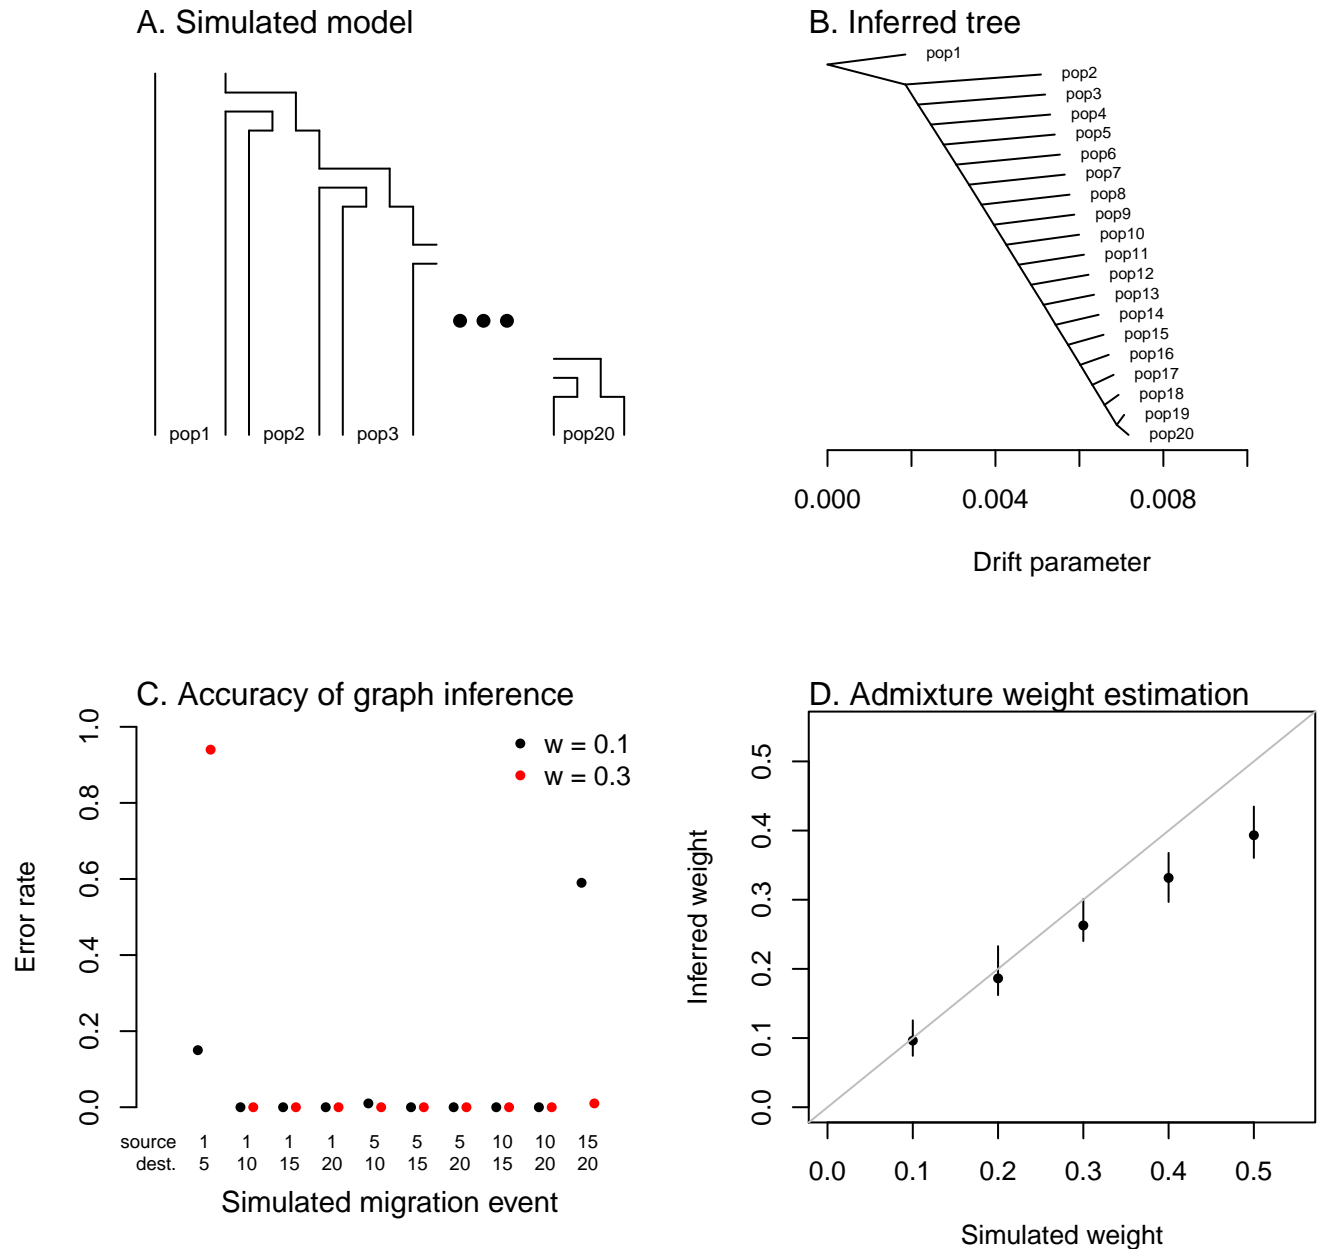 A. Simulated model
pop1
pop2
pop3
pop20
B. Inferred tree
pop1
pop2
pop3
pop4
pop5
pop6
pop7
pop8
pop9
pop10
pop11
pop12
pop13
pop14
pop15
pop16
pop17
pop18
pop19
pop20
0.000 0.004 0.008
Drift parameter
C. Accuracy of graph inference
w = 0.1
w = 0.3
Error rate
1.0
0.8
0.6
0.4
0.2
0.0
source 1 1 1 1 5 5 5 10 10 15
dest. 5 10 15 20 10 15 20 15 20 20
Simulated migration event
D. Admixture weight estimation
Inferred weight
0.5
0.4
0.3
0.2
0.1
0.0
0.0 0.1 0.2 0.3 0.4 0.5
Simulated weight